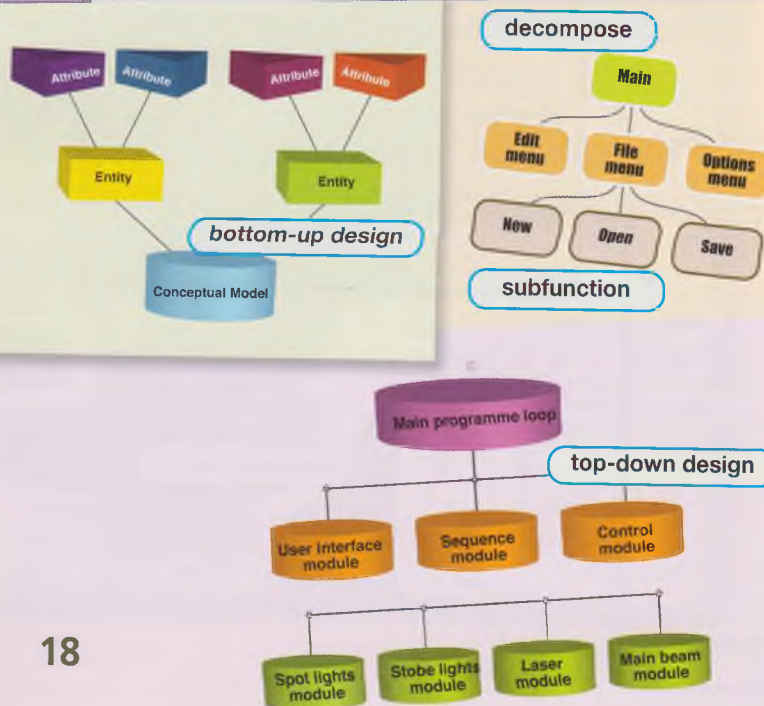 Attribute
Attribute
Attribute
Attribute
Entity
Entity
bottom-up design
Conceptual Model
decompose
Main
Edit
menu
File
menu
Options
menu
New
Open
Save
subfunction
Main programme loop
top-down design
User interface
module
Sequence
module
Control
module
Spot lights
module
Stobe lights
module
Laser
module
Main beam
module
18